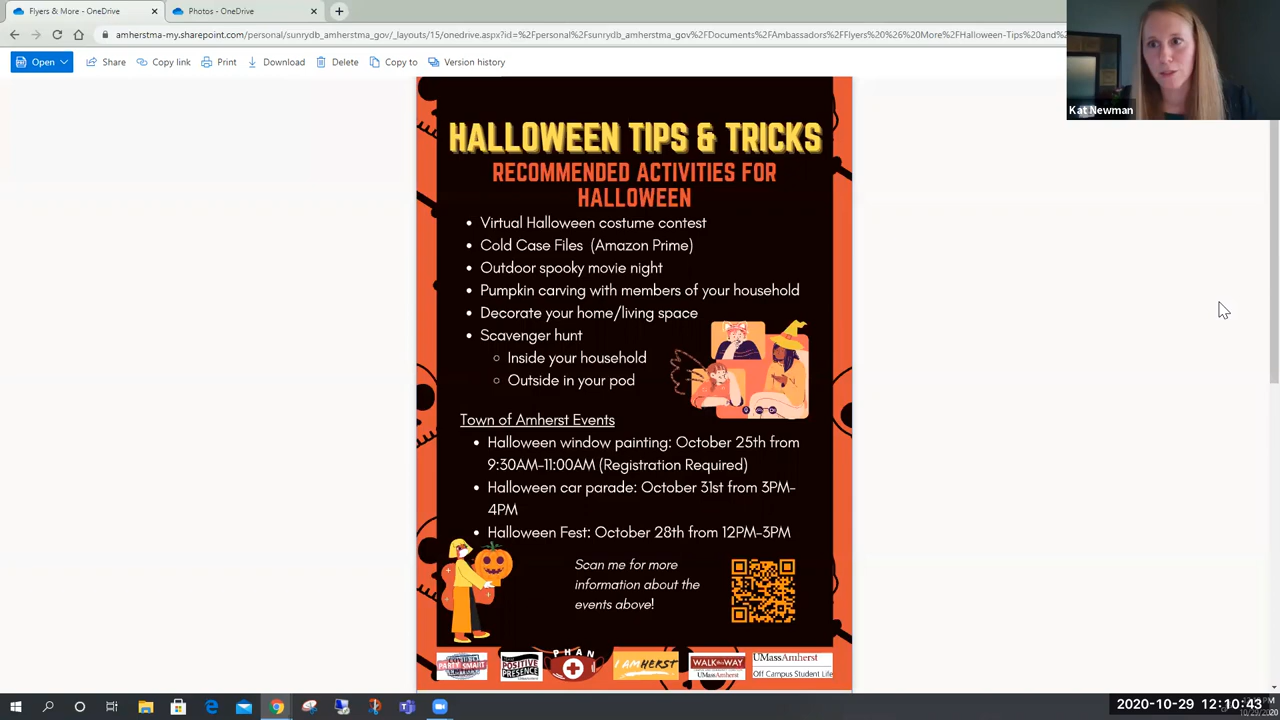 Flyers & More - OneDrive
Photos - OneDrive
amherstma-my.sharepoint.com/personal/sunrydb_amherstma_gov/_layouts/15/onedrive.aspx?id=%2Fpersonal%2Fsunrydb_amherstma_gov%2FDocuments%2FAmbassadors%2FFlyers%20%26%20More%2FHalloween-Tips%20and%20
Open
Share
Copy link
Print
Download
Delete
Copy to
Version history
Kat Newman
HALLOWEEN TIPS & TRICKS
RECOMMENDED ACTIVITIES FOR
HALLOWEEN
• Virtual Halloween costume contest
• Cold Case Files (Amazon Prime)
• Outdoor spooky movie night
• Pumpkin carving with members of your household
• Decorate your home/living space
• Scavenger hunt
○ Inside your household
○ Outside in your pod
Town of Amherst Events
• Halloween window painting: October 25th from
9:30AM-11:00AM (Registration Required)
• Halloween car parade: October 31st from 3PM-
4PM
• Halloween Fest: October 28th from 12PM-3PM
Scan me for more
information about the
events above!
PARTY SMART
POSITIVE
PRESENCE
PHAN
I AMHERST
WALK THIS WAY
UMassAmherst
UMassAmherst
Off Campus Student Life
2020-10-29 12:10:43